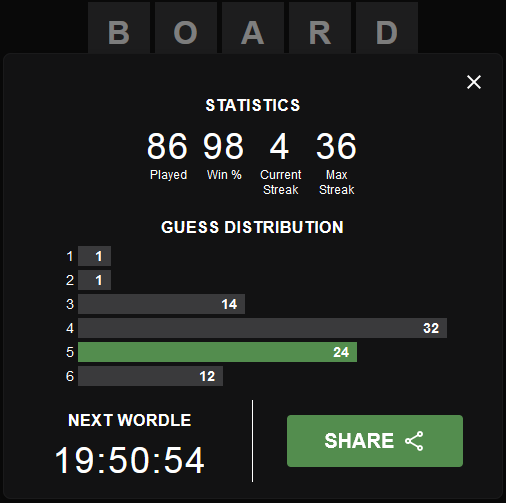 B O A R D
STATISTICS
86 98 4 36
Played Win % Current Streak Max Streak
GUESS DISTRIBUTION
1 1
2 1
3 14
4 32
5 24
6 12
NEXT WORDLE
19:50:54
SHARE